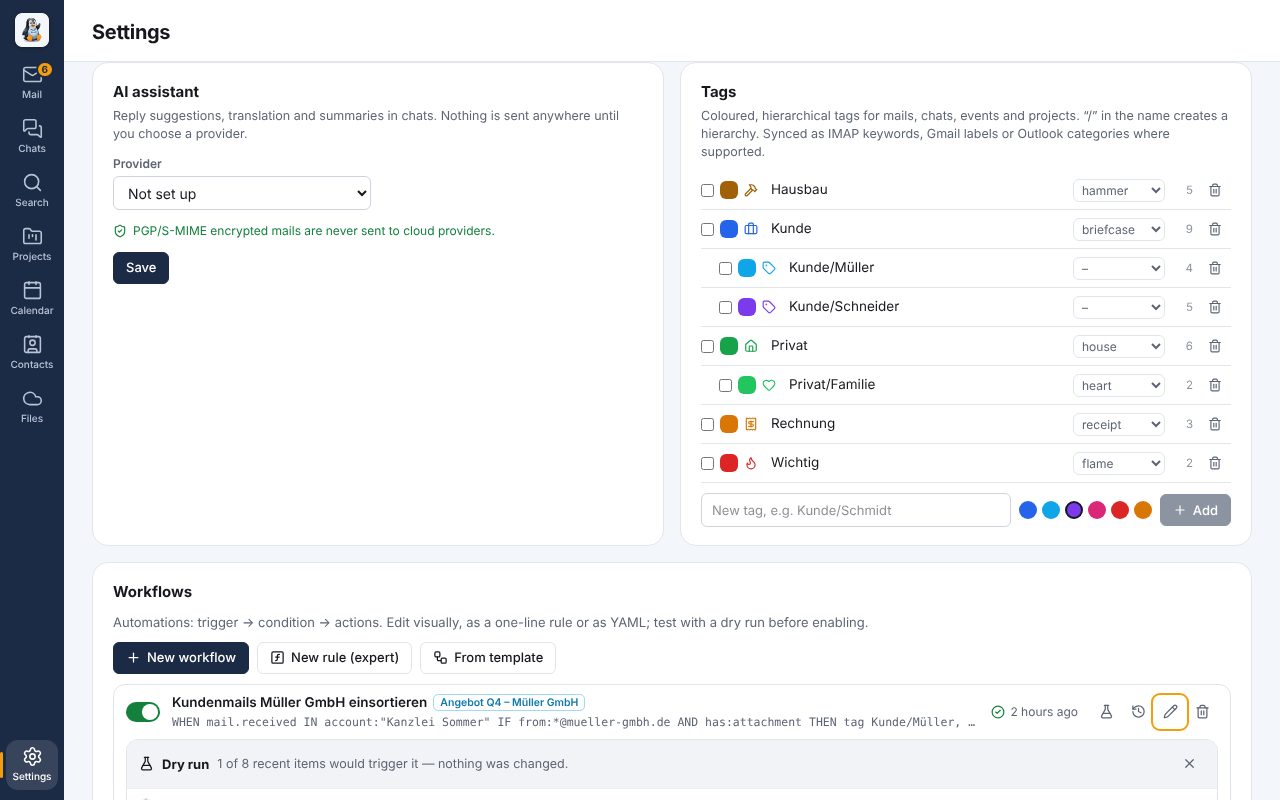 Settings
6
Mail
Chats
Search
Projects
Calendar
Contacts
Files
Settings
AI assistant
Reply suggestions, translation and summaries in chats. Nothing is sent anywhere until
you choose a provider.
Provider
Not set up
PGP/S-MIME encrypted mails are never sent to cloud providers.
Save
Tags
Coloured, hierarchical tags for mails, chats, events and projects. “/” in the name creates a
hierarchy. Synced as IMAP keywords, Gmail labels or Outlook categories where
supported.
Hausbau hammer 5
Kunde briefcase 9
Kunde/Müller – 4
Kunde/Schneider – 5
Privat house 6
Privat/Familie heart 2
Rechnung receipt 3
Wichtig flame 2
New tag, e.g. Kunde/Schmidt
Add
Workflows
Automations: trigger → condition → actions. Edit visually, as a one-line rule or as YAML; test with a dry run before enabling.
New workflow New rule (expert) From template
Kundenmails Müller GmbH einsortieren Angebot Q4 – Müller GmbH
WHEN mail.received IN account:"Kanzlei Sommer" IF from:*@mueller-gmbh.de AND has:attachment THEN tag Kunde/Müller, …
2 hours ago
Dry run 1 of 8 recent items would trigger it — nothing was changed.